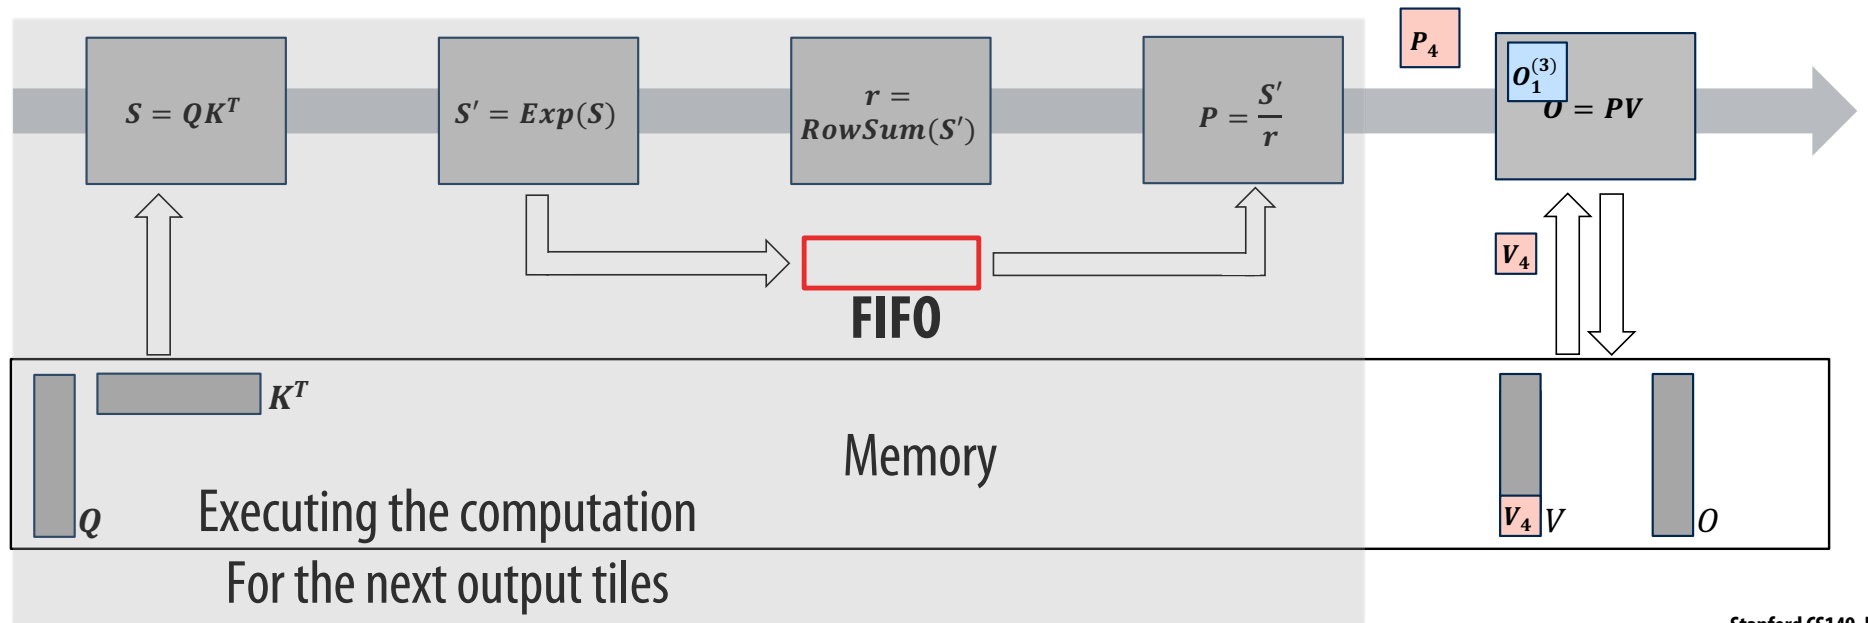 S = QK^T
S' = Exp(S)
r =
RowSum(S')
P = S'/r
P_4
O_1^(3)
O = PV
V_4
FIFO
K^T
Memory
Q
Executing the computation
V_4
V
O
For the next output tiles